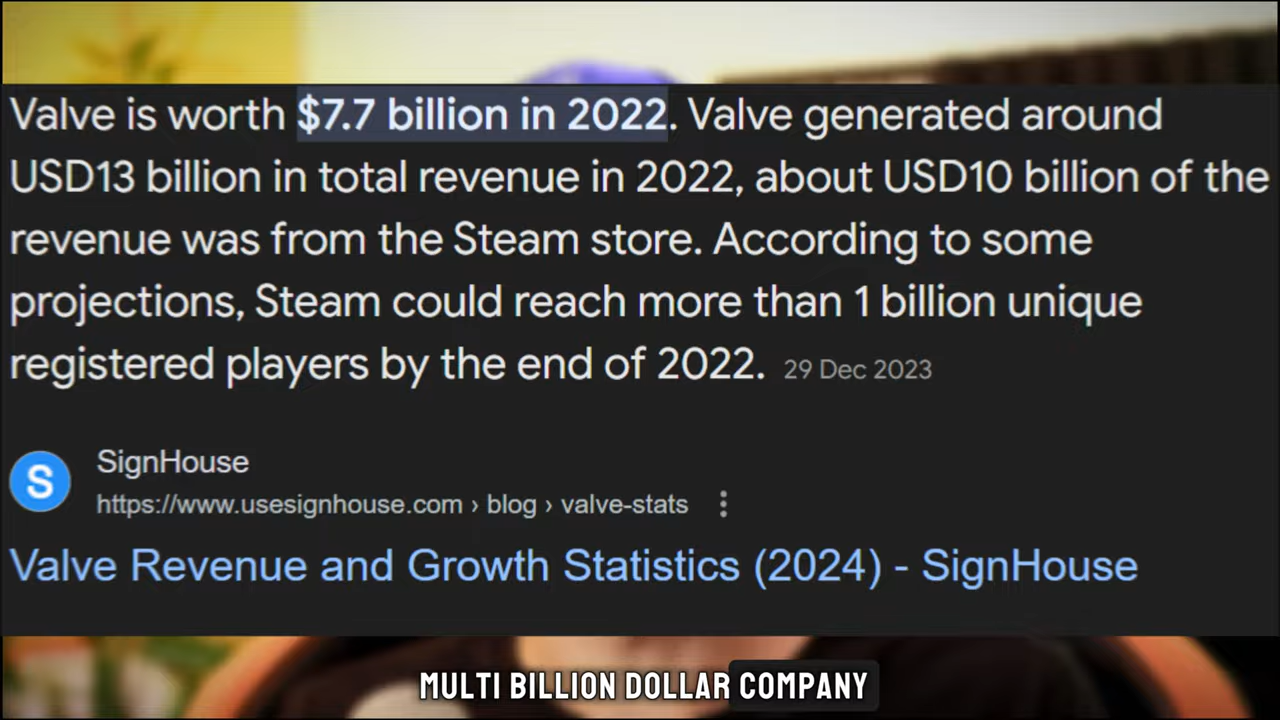 Valve is worth $7.7 billion in 2022. Valve generated around
USD13 billion in total revenue in 2022, about USD10 billion of the
revenue was from the Steam store. According to some
projections, Steam could reach more than 1 billion unique
registered players by the end of 2022. 29 Dec 2023
S
SignHouse
https://www.usesignhouse.com › blog › valve-stats
Valve Revenue and Growth Statistics (2024) - SignHouse
MULTI BILLION DOLLAR COMPANY